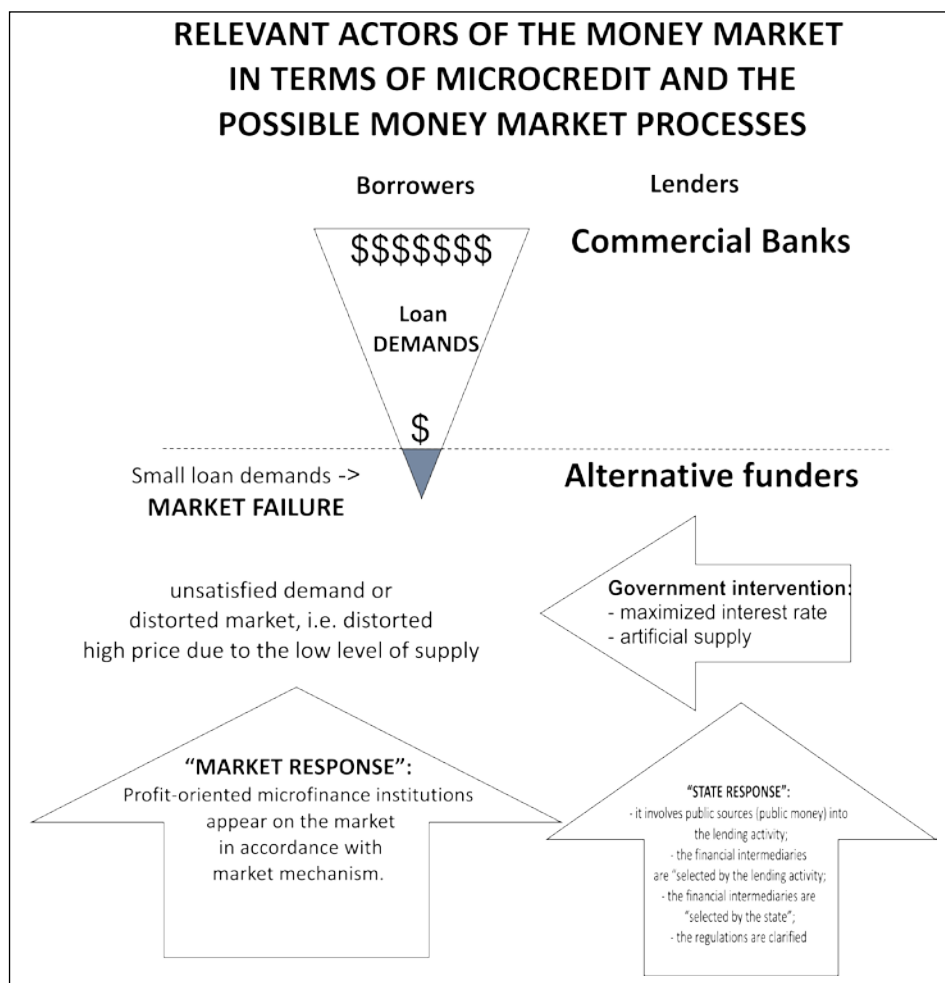 RELEVANT ACTORS OF THE MONEY MARKET
IN TERMS OF MICROCREDIT AND THE
POSSIBLE MONEY MARKET PROCESSES
Borrowers
Lenders
$$$$$$$
Commercial Banks
Loan
DEMANDS
$
Small loan demands ->
MARKET FAILURE
Alternative funders
unsatisfied demand or
distorted market, i.e. distorted
high price due to the low level of supply
Government intervention:
- maximized interest rate
- artificial supply
“MARKET RESPONSE”:
Profit-oriented microfinance institutions
appear on the market
in accordance with
market mechanism.
“STATE RESPONSE”:
- it involves public sources (public money) into
the lending activity;
- the financial intermediaries
are “selected by the lending activity;
- the financial intermediaries are
“selected by the state”;
- the regulations are clarified